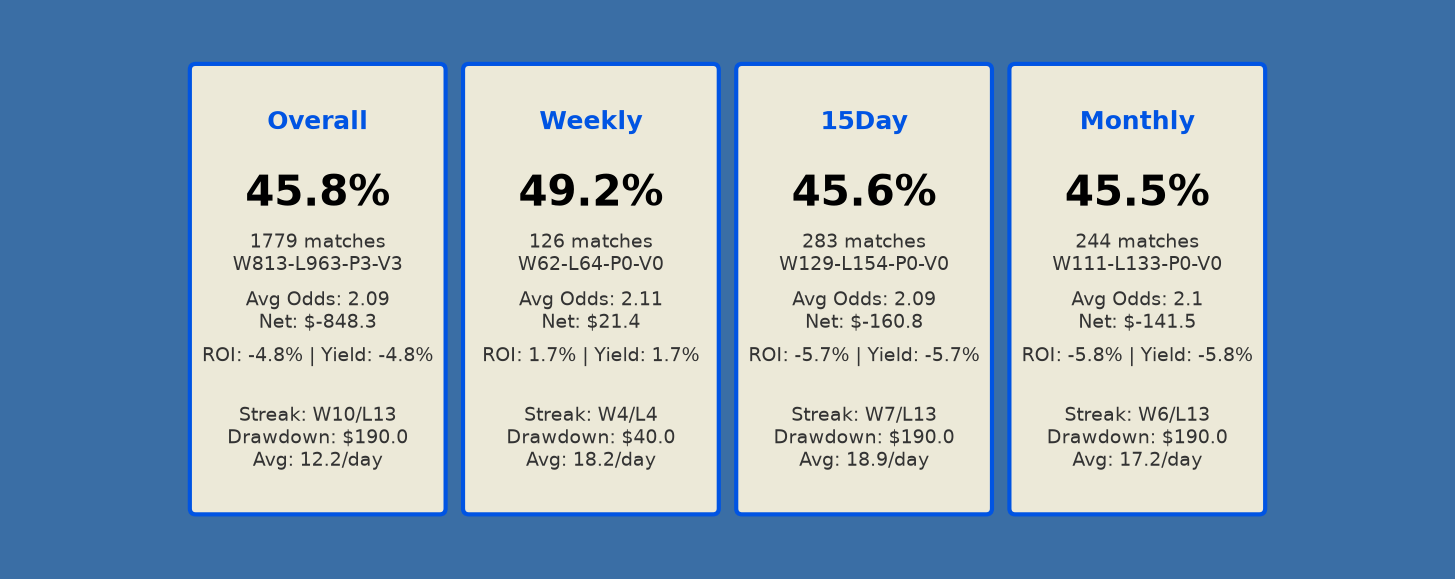 Overall
45.8%
1779 matches
W813-L963-P3-V3
Avg Odds: 2.09
Net: $-848.3
ROI: -4.8% | Yield: -4.8%
Streak: W10/L13
Drawdown: $190.0
Avg: 12.2/day
Weekly
49.2%
126 matches
W62-L64-P0-V0
Avg Odds: 2.11
Net: $21.4
ROI: 1.7% | Yield: 1.7%
Streak: W4/L4
Drawdown: $40.0
Avg: 18.2/day
15Day
45.6%
283 matches
W129-L154-P0-V0
Avg Odds: 2.09
Net: $-160.8
ROI: -5.7% | Yield: -5.7%
Streak: W7/L13
Drawdown: $190.0
Avg: 18.9/day
Monthly
45.5%
244 matches
W111-L133-P0-V0
Avg Odds: 2.1
Net: $-141.5
ROI: -5.8% | Yield: -5.8%
Streak: W6/L13
Drawdown: $190.0
Avg: 17.2/day